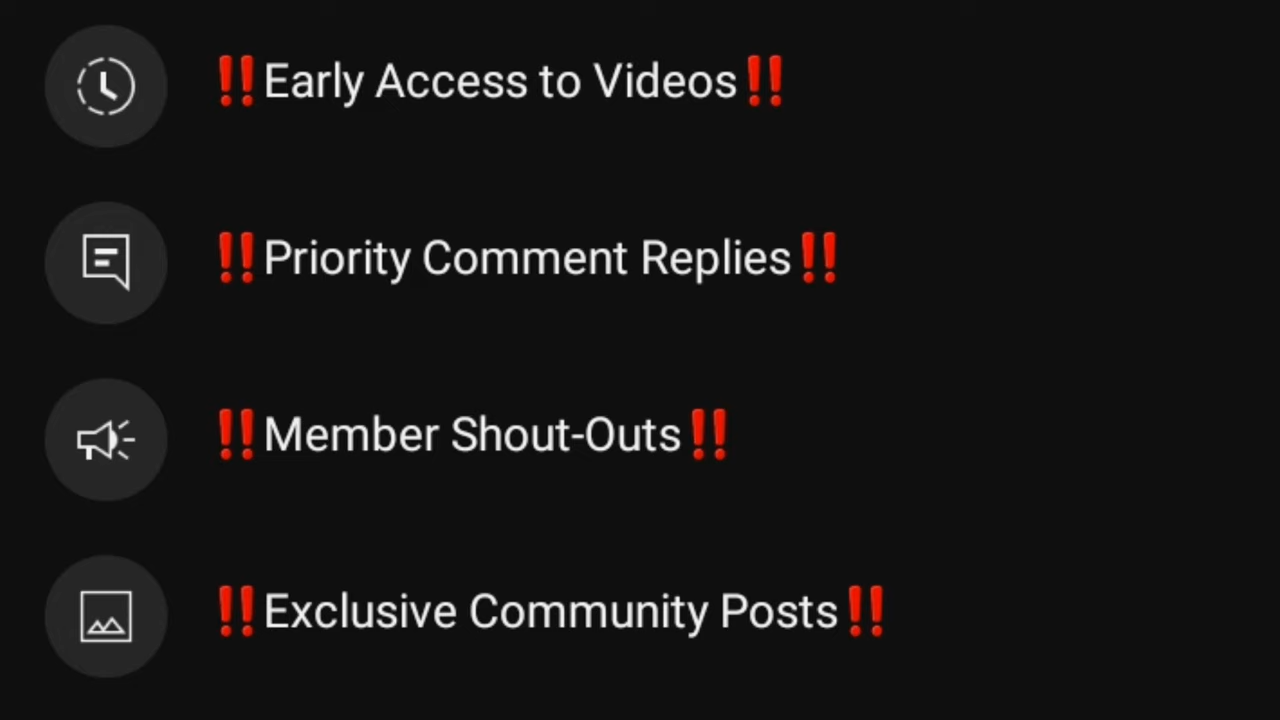 ‼️Early Access to Videos‼️
‼️Priority Comment Replies‼️
‼️Member Shout-Outs‼️
‼️Exclusive Community Posts‼️